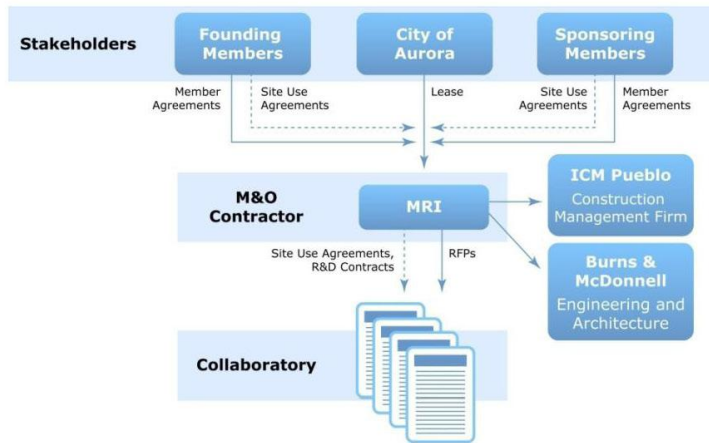 Stakeholders
Founding
Members
City of
Aurora
Sponsoring
Members
Member
Agreements
Site Use
Agreements
Lease
Site Use
Agreements
Member
Agreements
M&O
Contractor
MRI
ICM Pueblo
Construction
Management Firm
Burns &
McDonnell
Engineering and
Architecture
Site Use Agreements,
R&D Contracts
RFPs
Collaboratory